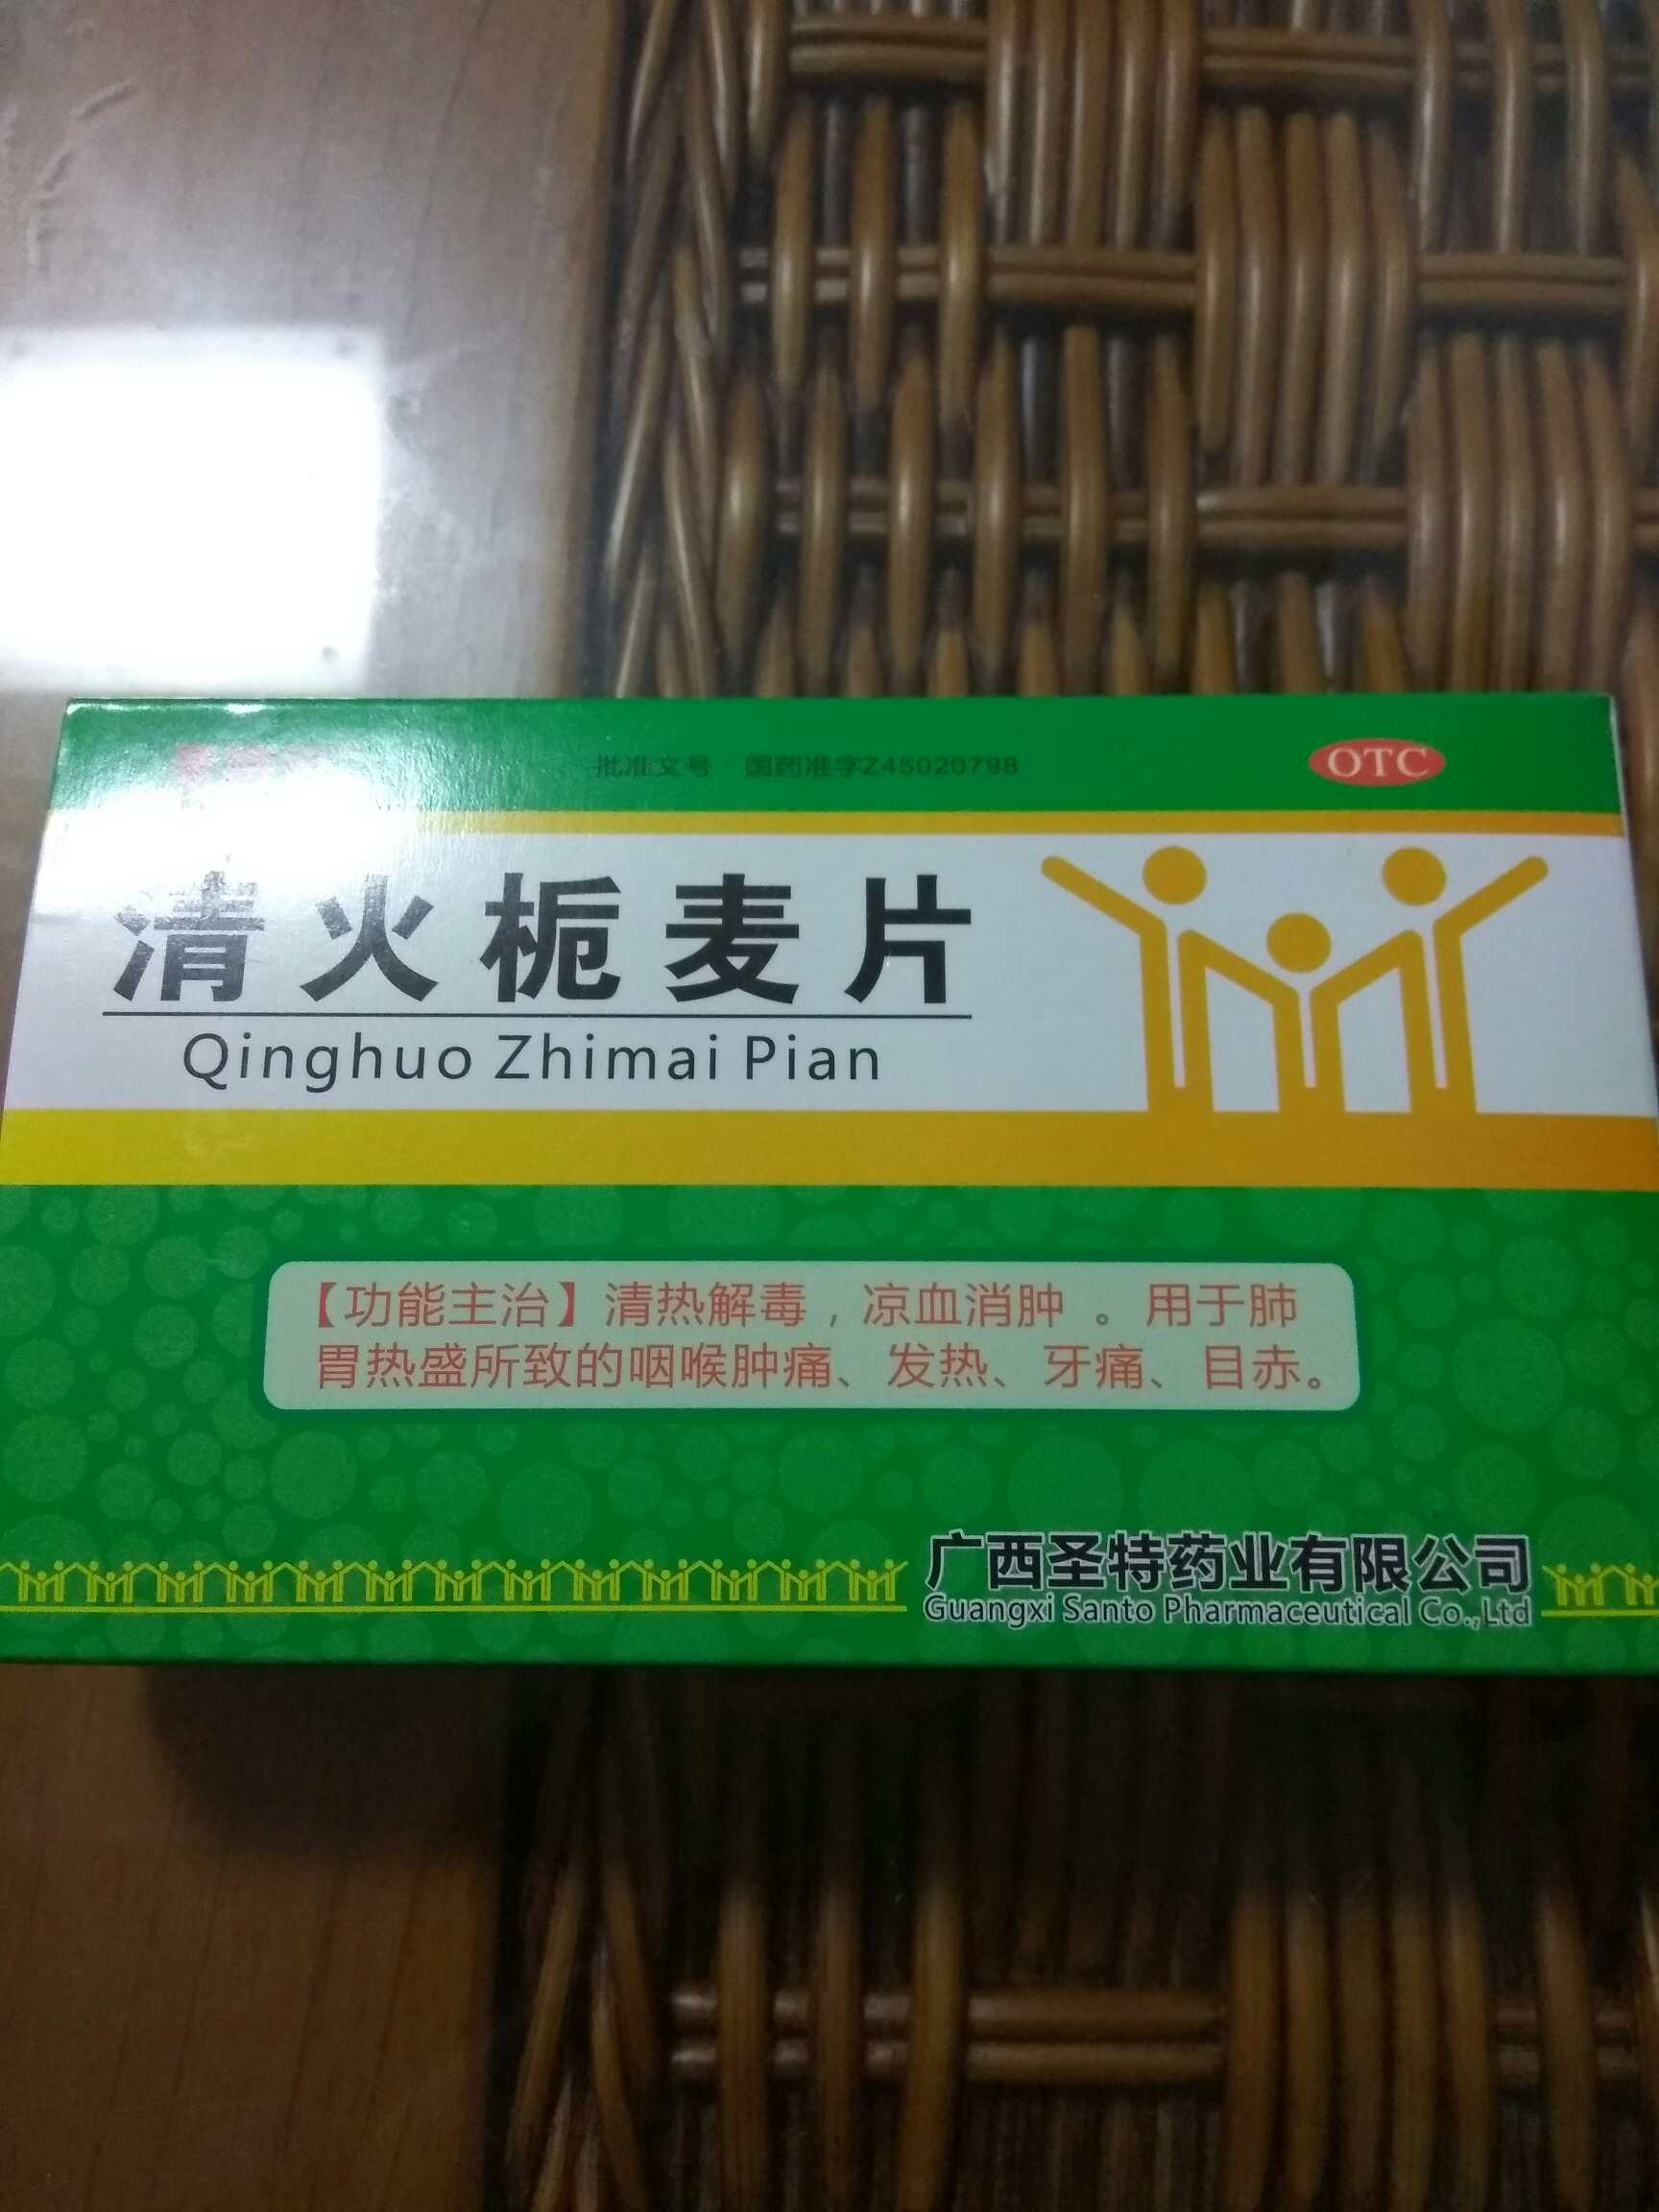 批准文号 国药准字Z45020798
OTC
清火栀麦片
Qinghuo Zhimai Pian
【功能主治】清热解毒，凉血消肿 。用于肺
胃热盛所致的咽喉肿痛、发热、牙痛、目赤。
广西圣特药业有限公司
Guangxi Santo Pharmaceutical Co.,Ltd